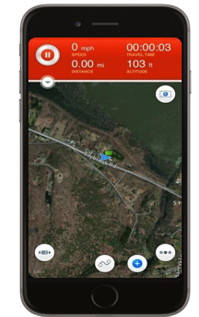 0 mph 00:00:03
SPEED TRAVEL TIME
0.00 mi 103 ft
DISTANCE ALTITUDE